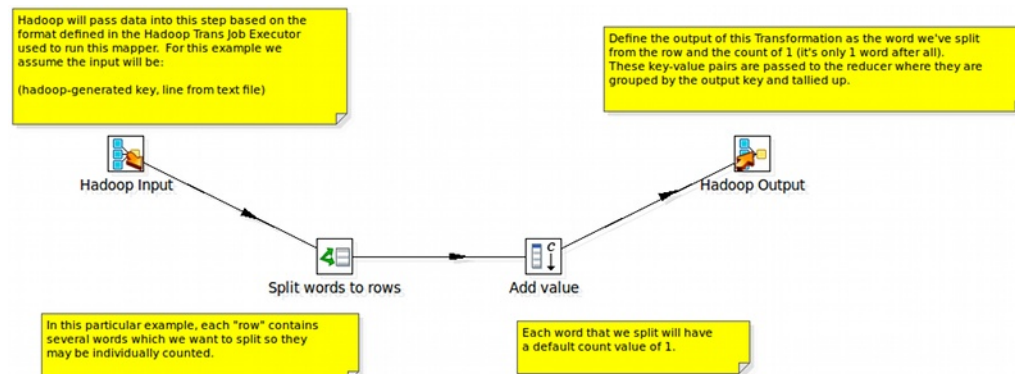 Hadoop will pass data into this step based on the
format defined in the Hadoop Trans Job Executor
used to run this mapper. For this example we
assume the input will be:
(hadoop-generated key, line from text file)
Define the output of this Transformation as the word we've split
from the row and the count of 1 (it's only 1 word after all).
These key-value pairs are passed to the reducer where they are
grouped by the output key and tallied up.
Hadoop Input
Hadoop Output
C
Split words to rows
Add value
In this particular example, each "row" contains
several words which we want to split so they
may be individually counted.
Each word that we split will have
a default count value of 1.